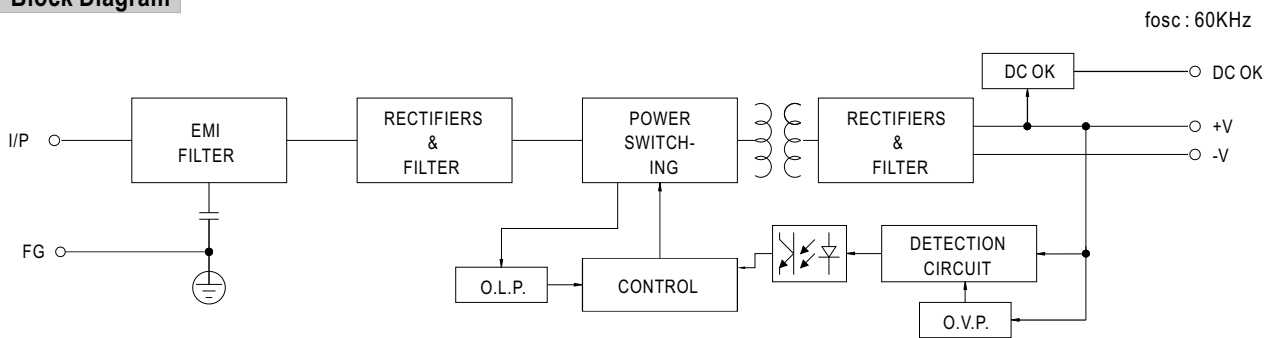 Block Diagram
fosc : 60KHz
DC OK
DC OK
I/P
EMI
FILTER
RECTIFIERS
&
FILTER
POWER
SWITCH-
ING
RECTIFIERS
&
FILTER
+V
-V
FG
O.L.P.
CONTROL
DETECTION
CIRCUIT
O.V.P.